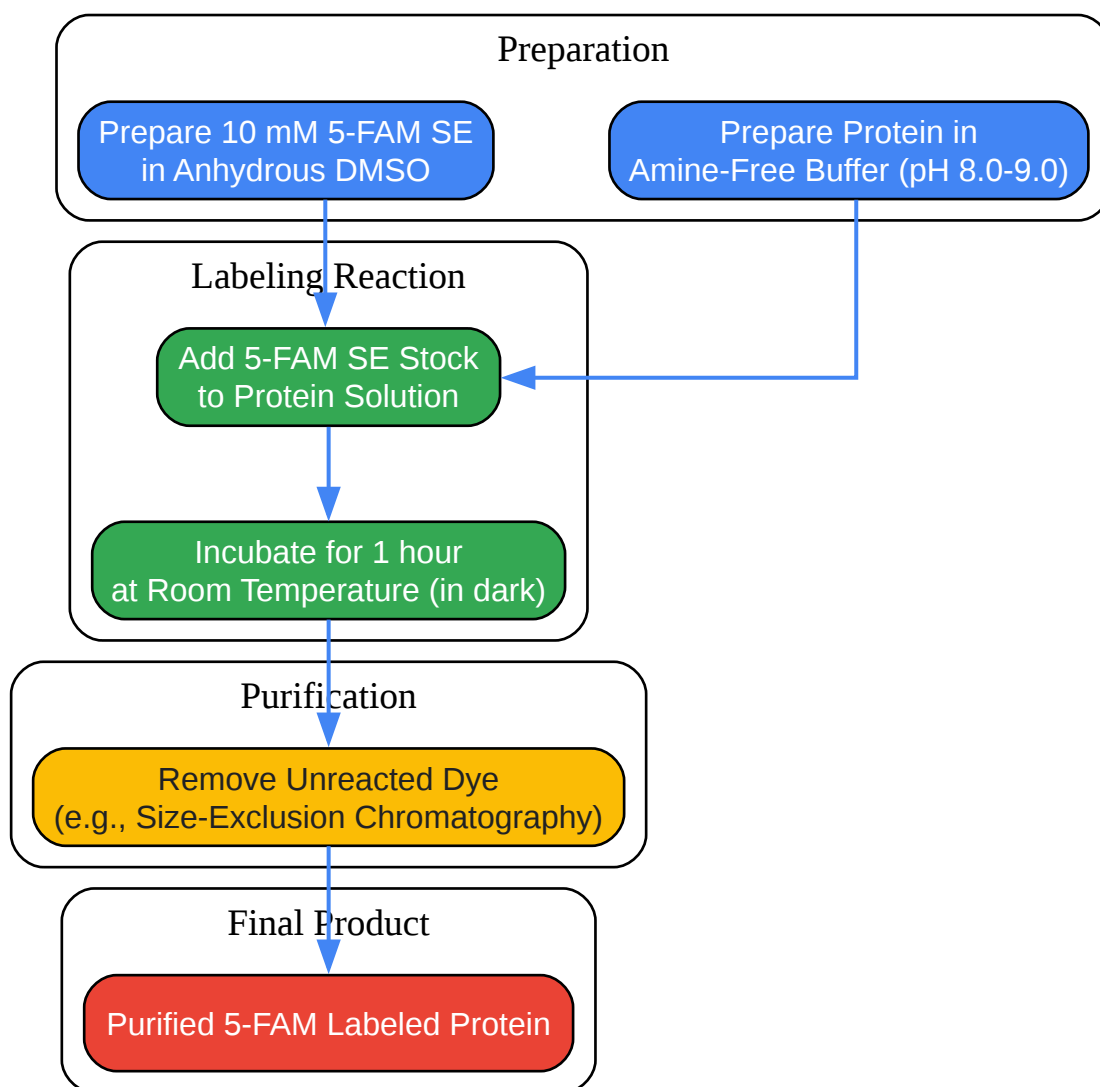 Preparation
Prepare 10 mM 5-FAM SE
in Anhydrous DMSO
Prepare Protein in
Amine-Free Buffer (pH 8.0-9.0)
Labeling Reaction
Add 5-FAM SE Stock
to Protein Solution
Incubate for 1 hour
at Room Temperature (in dark)
Purification
Remove Unreacted Dye
(e.g., Size-Exclusion Chromatography)
Final Product
Purified 5-FAM Labeled Protein